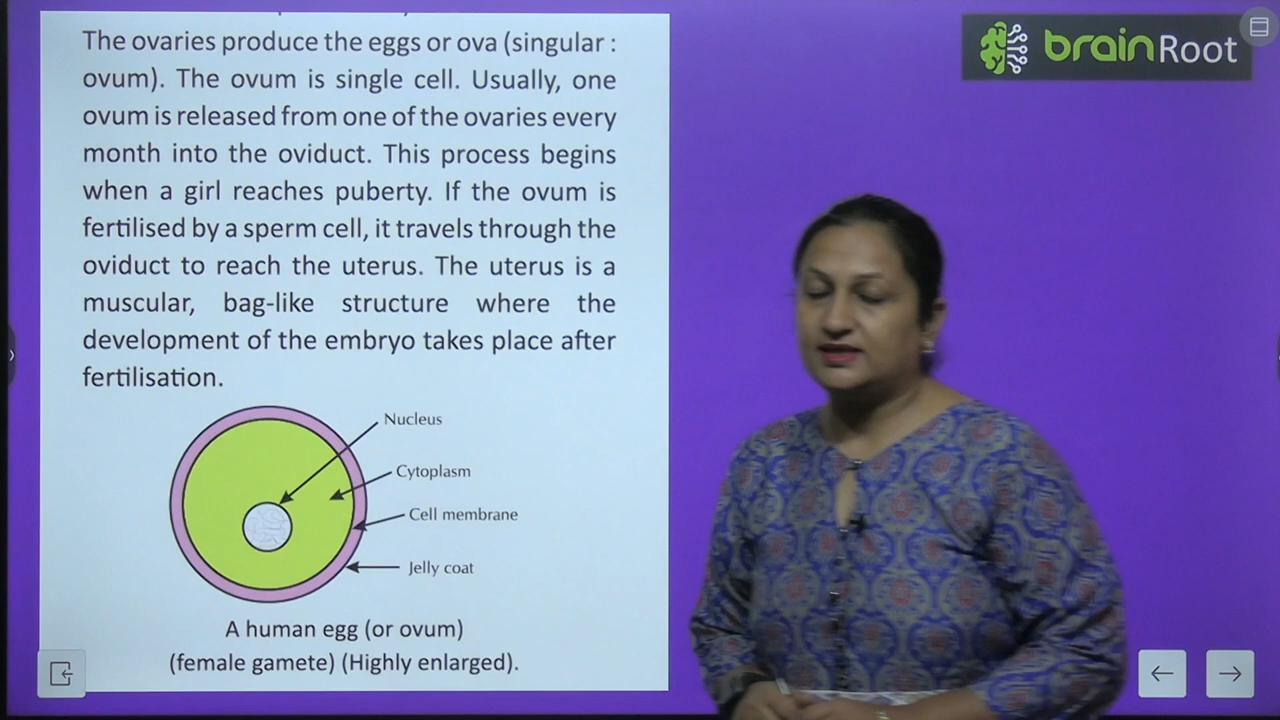 The ovaries produce the eggs or ova (singular :
ovum). The ovum is single cell. Usually, one
ovum is released from one of the ovaries every
month into the oviduct. This process begins
when a girl reaches puberty. If the ovum is
fertilised by a sperm cell, it travels through the
oviduct to reach the uterus. The uterus is a
muscular, bag-like structure where the
development of the embryo takes place after
fertilisation.
Nucleus
Cytoplasm
Cell membrane
Jelly coat
A human egg (or ovum)
(female gamete) (Highly enlarged).
brainRoot